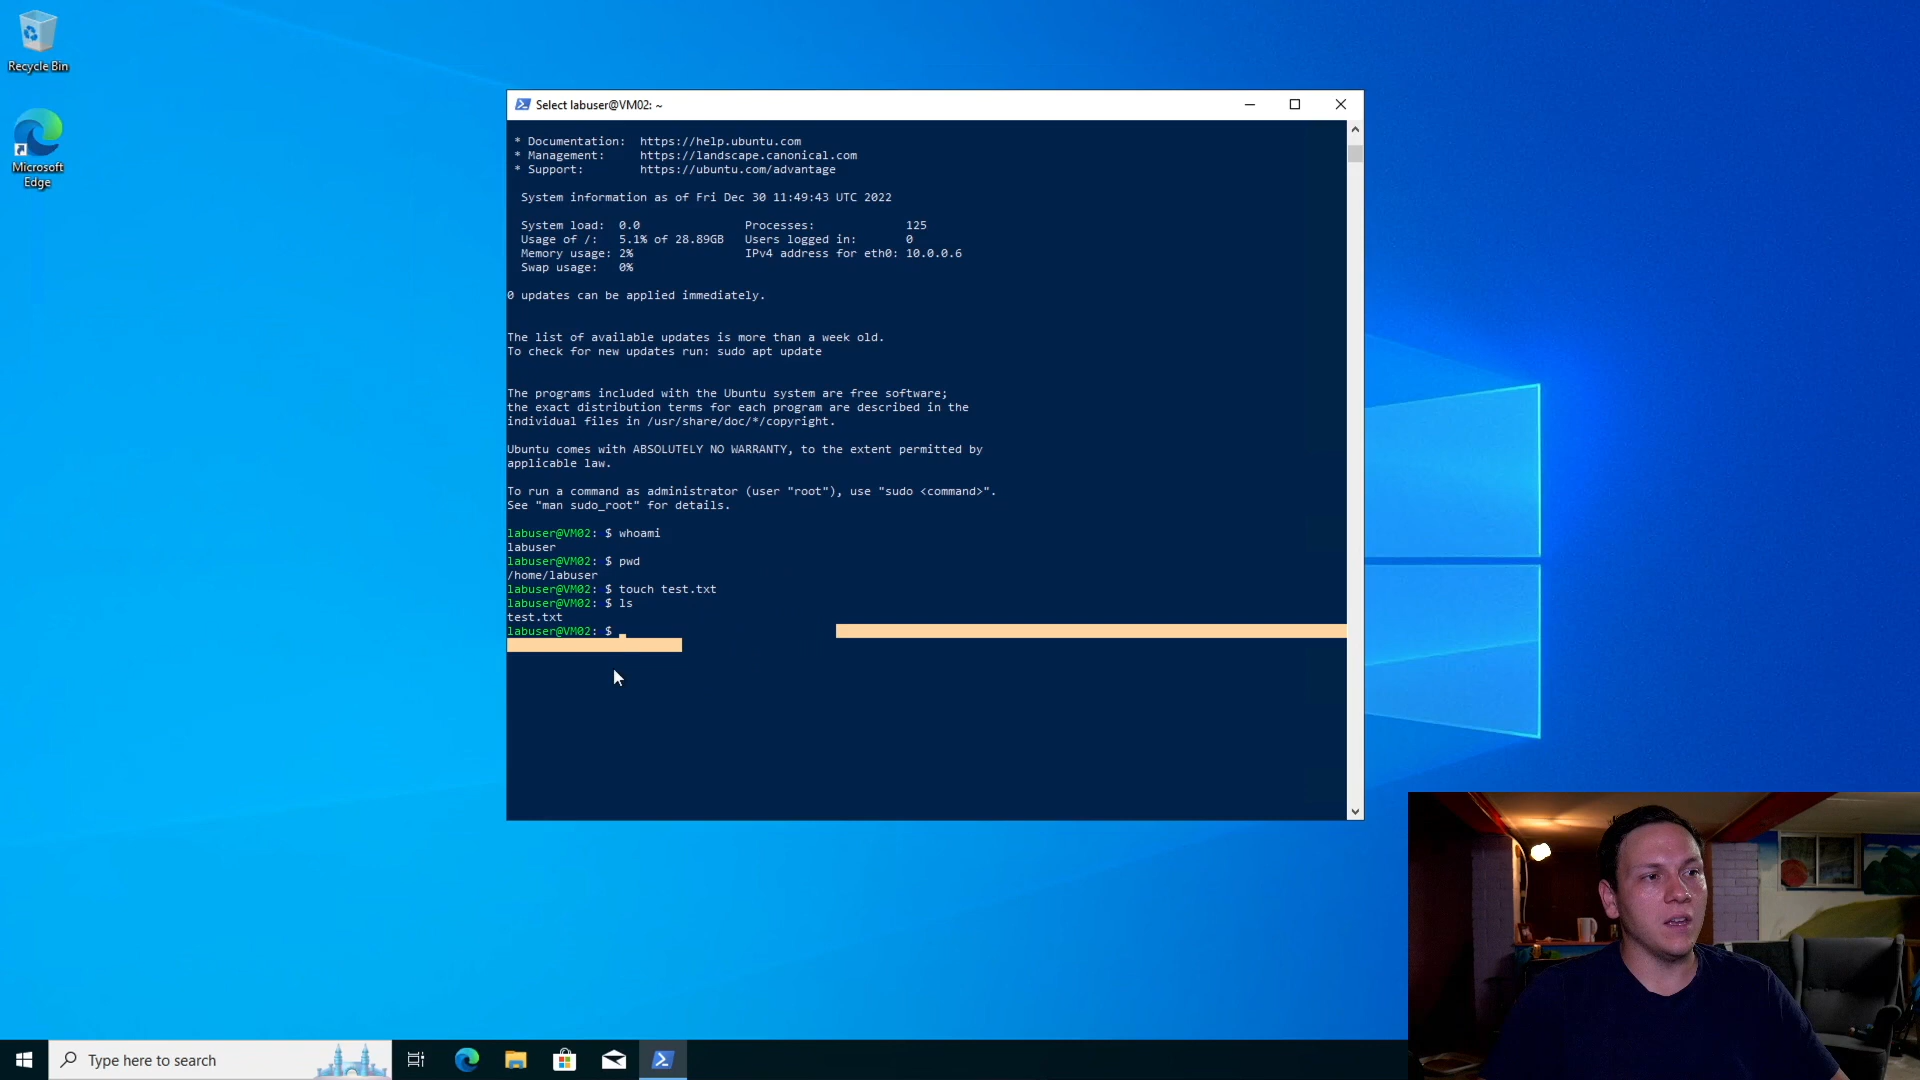 Recycle Bin
Microsoft
Edge
Select labuser@VM02: ~
* Documentation:  https://help.ubuntu.com
* Management:     https://landscape.canonical.com
* Support:        https://ubuntu.com/advantage
System information as of Fri Dec 30 11:49:43 UTC 2022
System load:  0.0               Processes:             125
Usage of /:   5.1% of 28.89GB   Users logged in:       0
Memory usage: 2%                IPv4 address for eth0: 10.0.0.6
Swap usage:   0%
0 updates can be applied immediately.
The list of available updates is more than a week old.
To check for new updates run: sudo apt update
The programs included with the Ubuntu system are free software;
the exact distribution terms for each program are described in the
individual files in /usr/share/doc/*/copyright.
Ubuntu comes with ABSOLUTELY NO WARRANTY, to the extent permitted by
applicable law.
To run a command as administrator (user "root"), use "sudo <command>".
See "man sudo_root" for details.
labuser@VM02: $ whoami
labuser
labuser@VM02: $ pwd
/home/labuser
labuser@VM02: $ touch test.txt
labuser@VM02: $ ls
test.txt
labuser@VM02: $
Type here to search